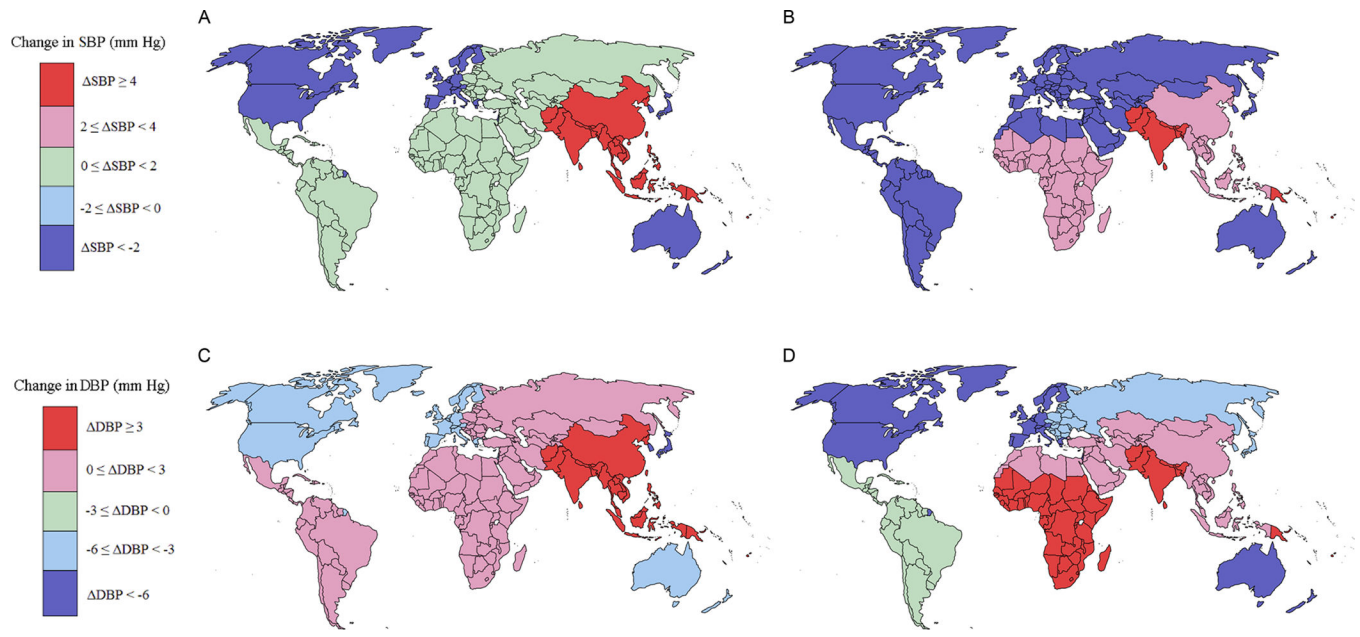 A
B
Change in SBP (mm Hg)
ΔSBP ≥ 4
2 ≤ ΔSBP < 4
0 ≤ ΔSBP < 2
-2 ≤ ΔSBP < 0
ΔSBP < -2
C
D
Change in DBP (mm Hg)
ΔDBP ≥ 3
0 ≤ ΔDBP < 3
-3 ≤ ΔDBP < 0
-6 ≤ ΔDBP < -3
ΔDBP < -6